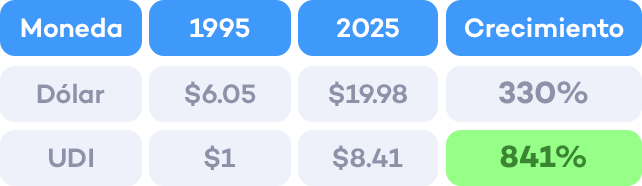 Moneda 1995 2025 Crecimiento
Dólar $6.05 $19.98 330%
UDI $1 $8.41 841%